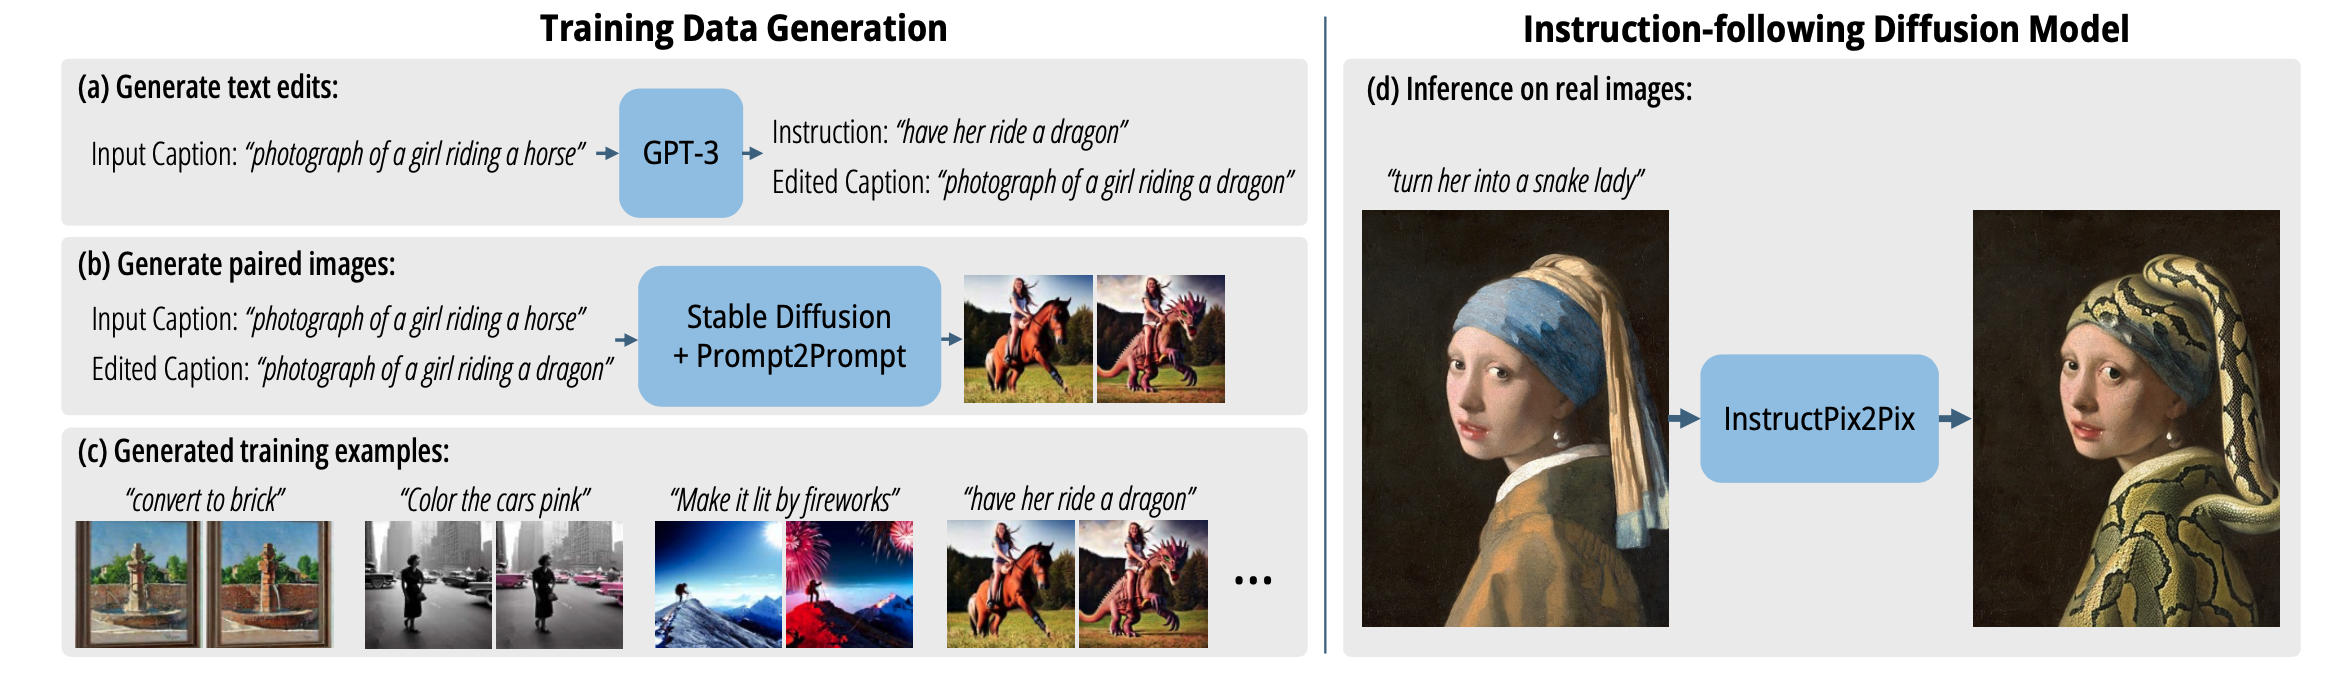 Training Data Generation
(a) Generate text edits:
Input Caption: “photograph of a girl riding a horse”
GPT-3
Instruction: “have her ride a dragon”
Edited Caption: “photograph of a girl riding a dragon”
(b) Generate paired images:
Input Caption: “photograph of a girl riding a horse”
Edited Caption: “photograph of a girl riding a dragon”
Stable Diffusion
+ Prompt2Prompt
(c) Generated training examples:
“convert to brick”
“Color the cars pink”
“Make it lit by fireworks”
“have her ride a dragon”
...
Instruction-following Diffusion Model
(d) Inference on real images:
“turn her into a snake lady”
InstructPix2Pix